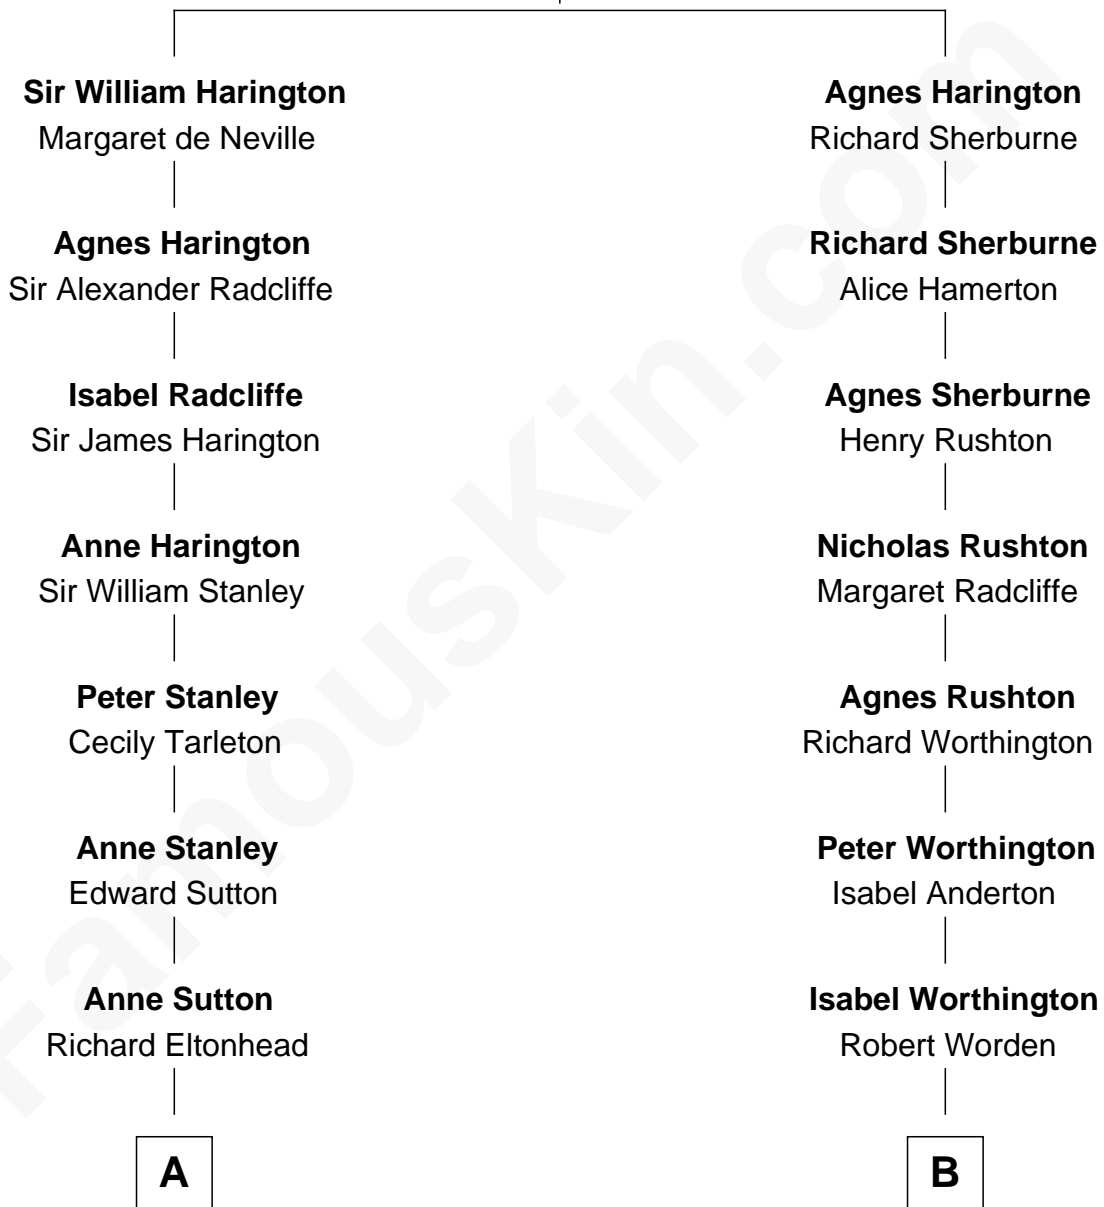 Sir William Harington
Margaret de Neville
Agnes Harington
Sir Alexander Radcliffe
Isabel Radcliffe
Sir James Harington
Anne Harington
Sir William Stanley
Peter Stanley
Cecily Tarleton
Anne Stanley
Edward Sutton
Anne Sutton
Richard Eltonhead
A
Agnes Harington
Richard Sherburne
Richard Sherburne
Alice Hamerton
Agnes Sherburne
Henry Rushton
Nicholas Rushton
Margaret Radcliffe
Agnes Rushton
Richard Worthington
Peter Worthington
Isabel Anderton
Isabel Worthington
Robert Worden
B
FamousKin.com